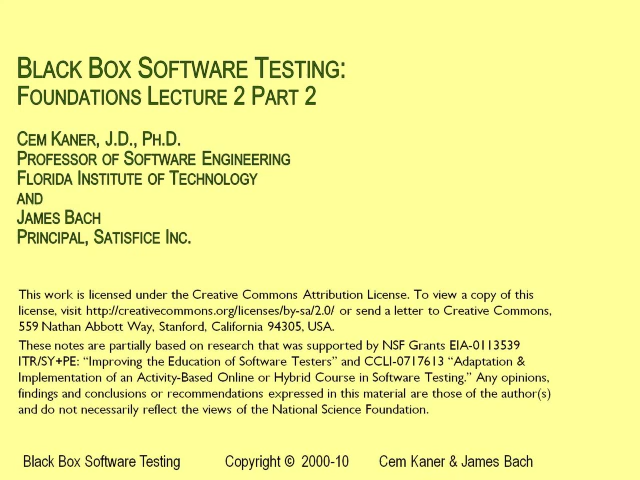 BLACK BOX SOFTWARE TESTING:
FOUNDATIONS LECTURE 2 PART 2
CEM KANER, J.D., PH.D.
PROFESSOR OF SOFTWARE ENGINEERING
FLORIDA INSTITUTE OF TECHNOLOGY
AND
JAMES BACH
PRINCIPAL, SATISFICE INC.
This work is licensed under the Creative Commons Attribution License. To view a copy of this
license, visit http://creativecommons.org/licenses/by-sa/2.0/ or send a letter to Creative Commons,
559 Nathan Abbott Way, Stanford, California 94305, USA.
These notes are partially based on research that was supported by NSF Grants EIA-0113539
ITR/SY+PE: “Improving the Education of Software Testers” and CCLI-0717613 “Adaptation &
Implementation of an Activity-Based Online or Hybrid Course in Software Testing.” Any opinions,
findings and conclusions or recommendations expressed in this material are those of the author(s)
and do not necessarily reflect the views of the National Science Foundation.
Black Box Software Testing Copyright © 2000-10 Cem Kaner & James Bach